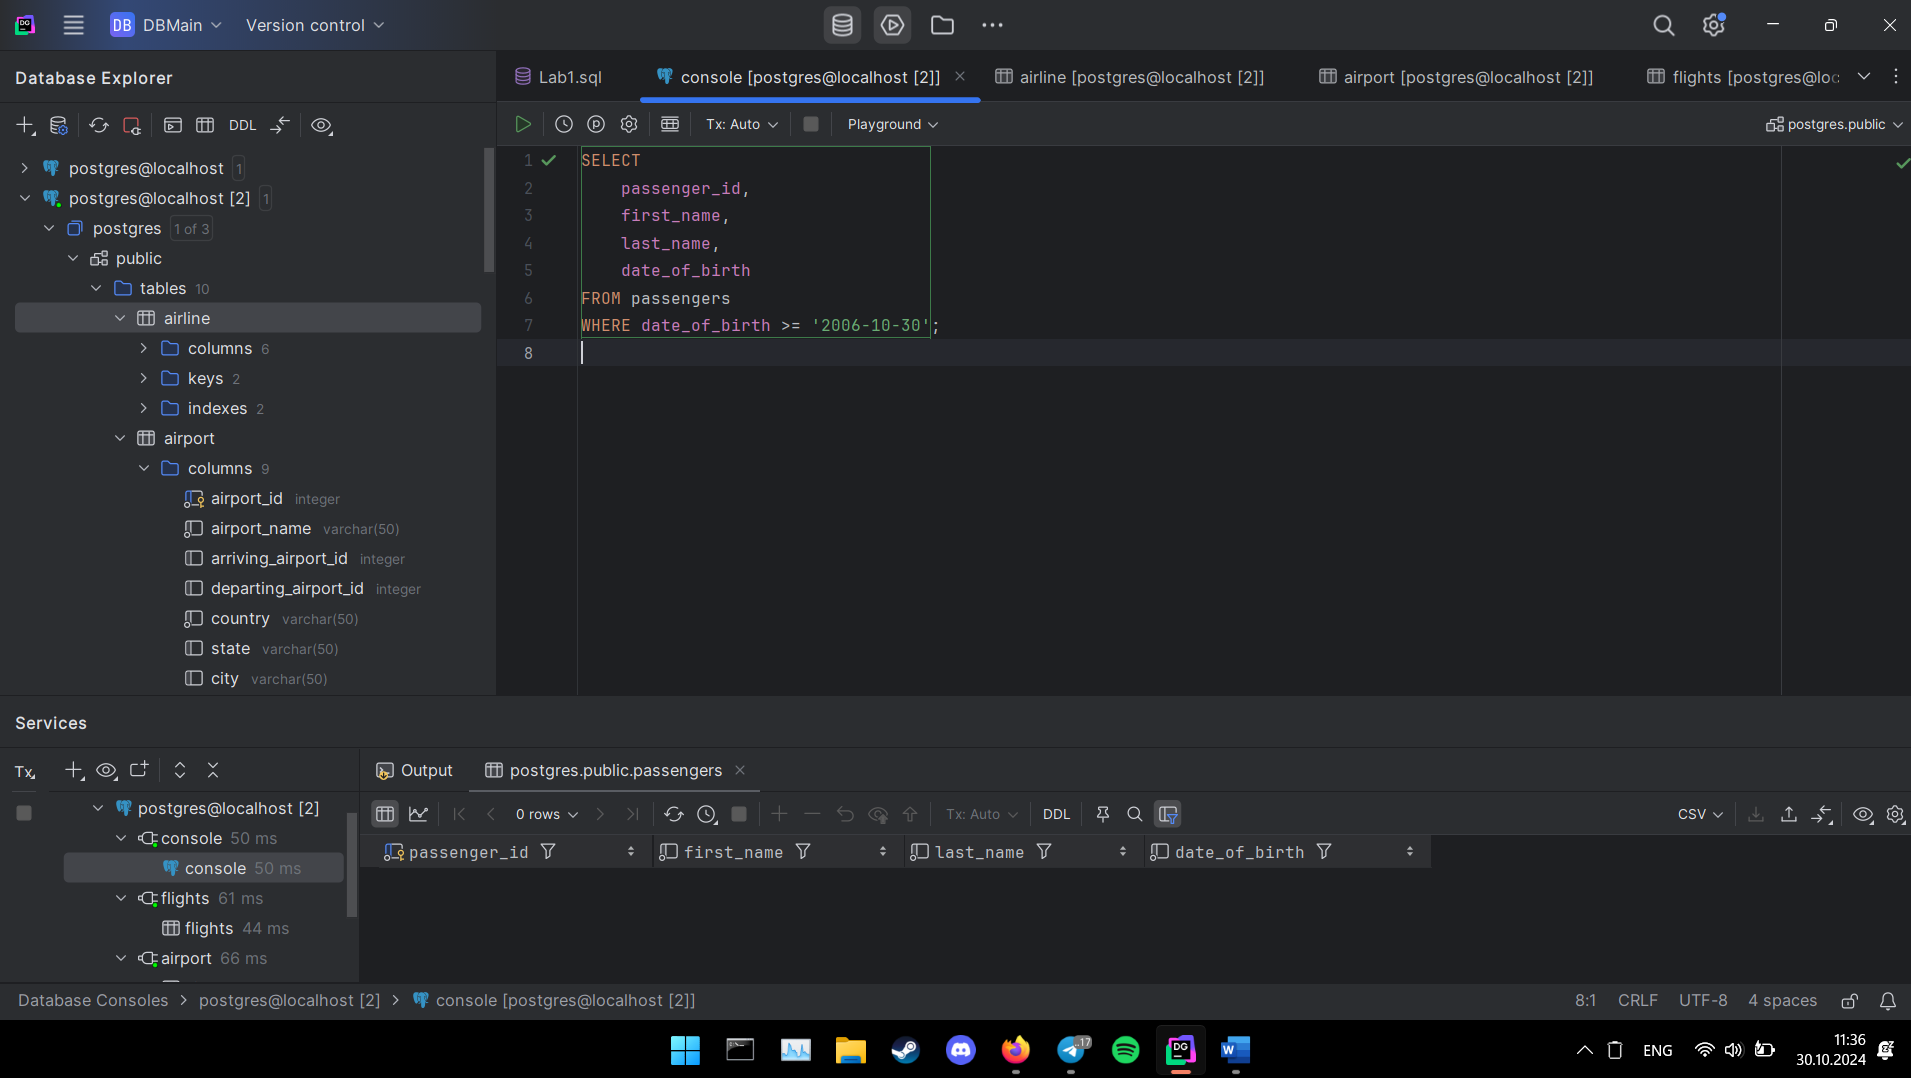 DB DBMain Version control
Database Explorer
Lab1.sql
console [postgres@localhost [2]]
airline [postgres@localhost [2]]
airport [postgres@localhost [2]]
flights [postgres@loc
DDL
Tx: Auto
Playground
postgres.public
postgres@localhost 1
postgres@localhost [2] 1
postgres 1 of 3
public
tables 10
airline
columns 6
keys 2
indexes 2
airport
columns 9
airport_id integer
airport_name varchar(50)
arriving_airport_id integer
departing_airport_id integer
country varchar(50)
state varchar(50)
city varchar(50)
1 SELECT
2 passenger_id,
3 first_name,
4 last_name,
5 date_of_birth
6 FROM passengers
7 WHERE date_of_birth >= '2006-10-30';
8
Services
Tx
postgres@localhost [2]
console 50 ms
console 50 ms
flights 61 ms
flights 44 ms
airport 66 ms
Output
postgres.public.passengers
0 rows
Tx: Auto
DDL
CSV
passenger_id first_name last_name date_of_birth
Database Consoles > postgres@localhost [2] > console [postgres@localhost [2]]
8:1 CRLF UTF-8 4 spaces
17
DG
W
ENG
11:36
30.10.2024